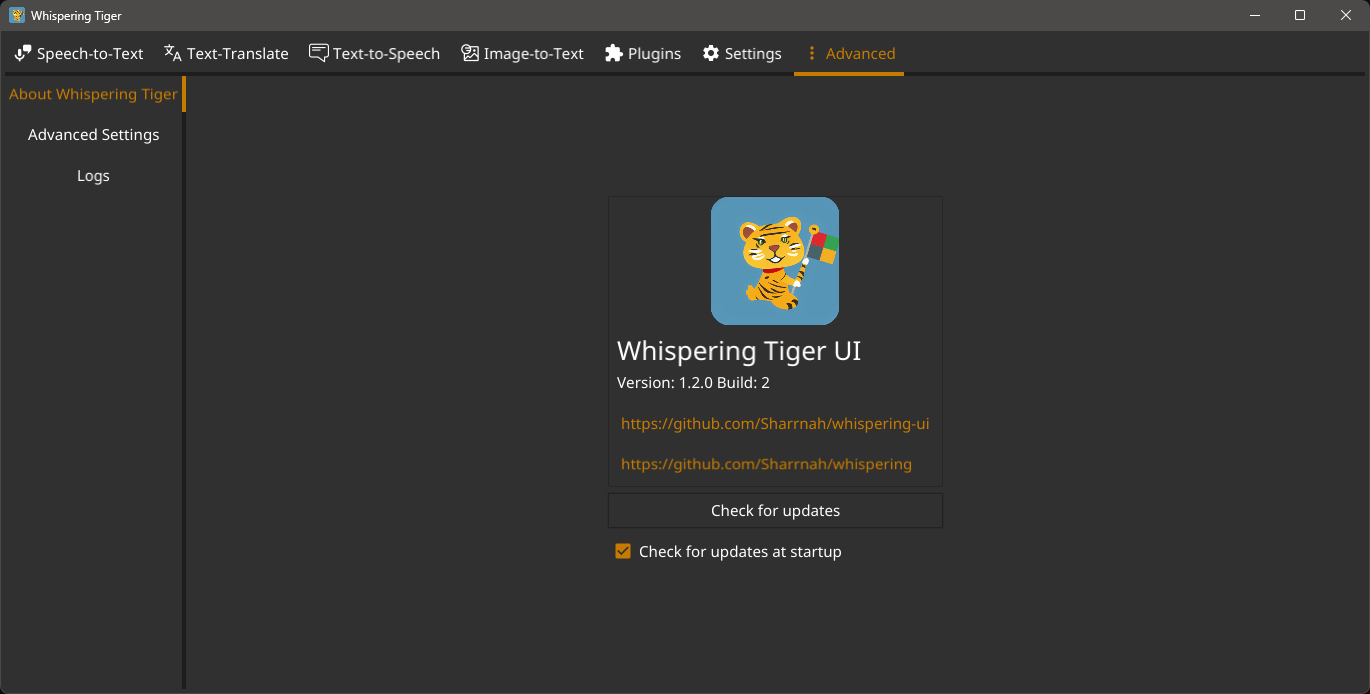 Whispering Tiger
Speech-to-Text Text-Translate Text-to-Speech Image-to-Text Plugins Settings Advanced
About Whispering Tiger
Advanced Settings
Logs
Whispering Tiger UI
Version: 1.2.0 Build: 2
https://github.com/Sharrnah/whispering-ui
https://github.com/Sharrnah/whispering
Check for updates
Check for updates at startup